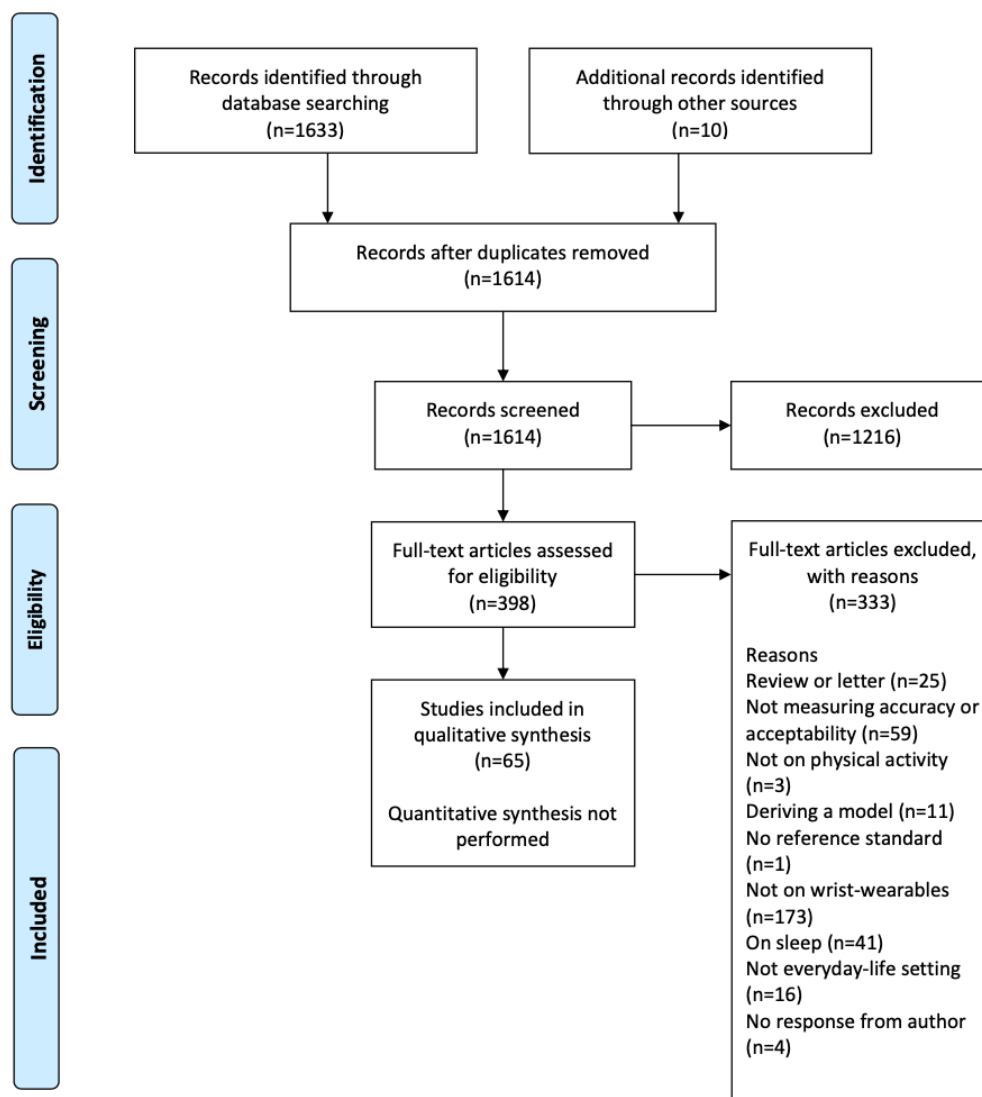 Identification
Records identified through
database searching
(n=1633)
Additional records identified
through other sources
(n=10)
Records after duplicates removed
(n=1614)
Screening
Records screened
(n=1614)
Records excluded
(n=1216)
Eligibility
Full-text articles assessed
for eligibility
(n=398)
Full-text articles excluded,
with reasons
(n=333)
Reasons
Review or letter (n=25)
Not measuring accuracy or
acceptability (n=59)
Not on physical activity
(n=3)
Deriving a model (n=11)
No reference standard
(n=1)
Not on wrist-wearables
(n=173)
On sleep (n=41)
Not everyday-life setting
(n=16)
No response from author
(n=4)
Included
Studies included in
qualitative synthesis
(n=65)
Quantitative synthesis not
performed